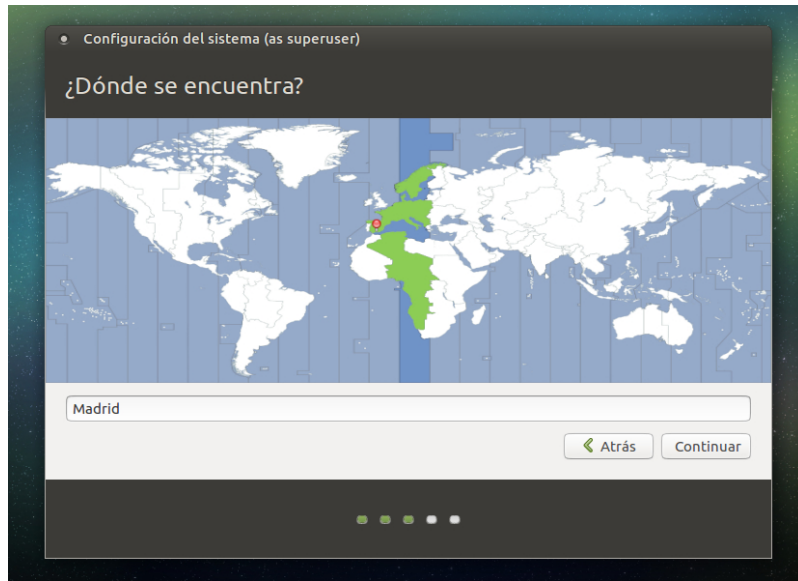 Configuración del sistema (as superuser)
¿Dónde se encuentra?
Madrid
Atrás
Continuar